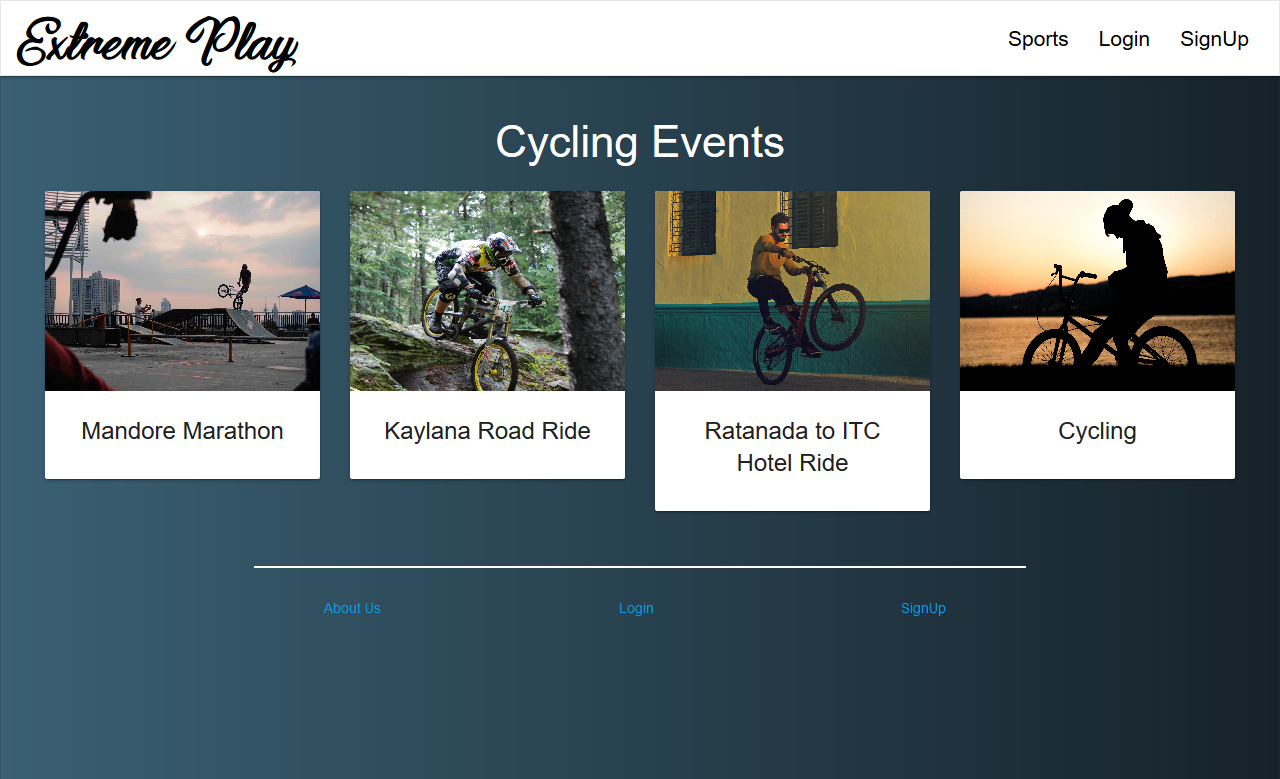 Extreme Play
Sports Login SignUp
Cycling Events
Mandore Marathon
Kaylana Road Ride
Ratanada to ITC
Hotel Ride
Cycling
About Us Login SignUp